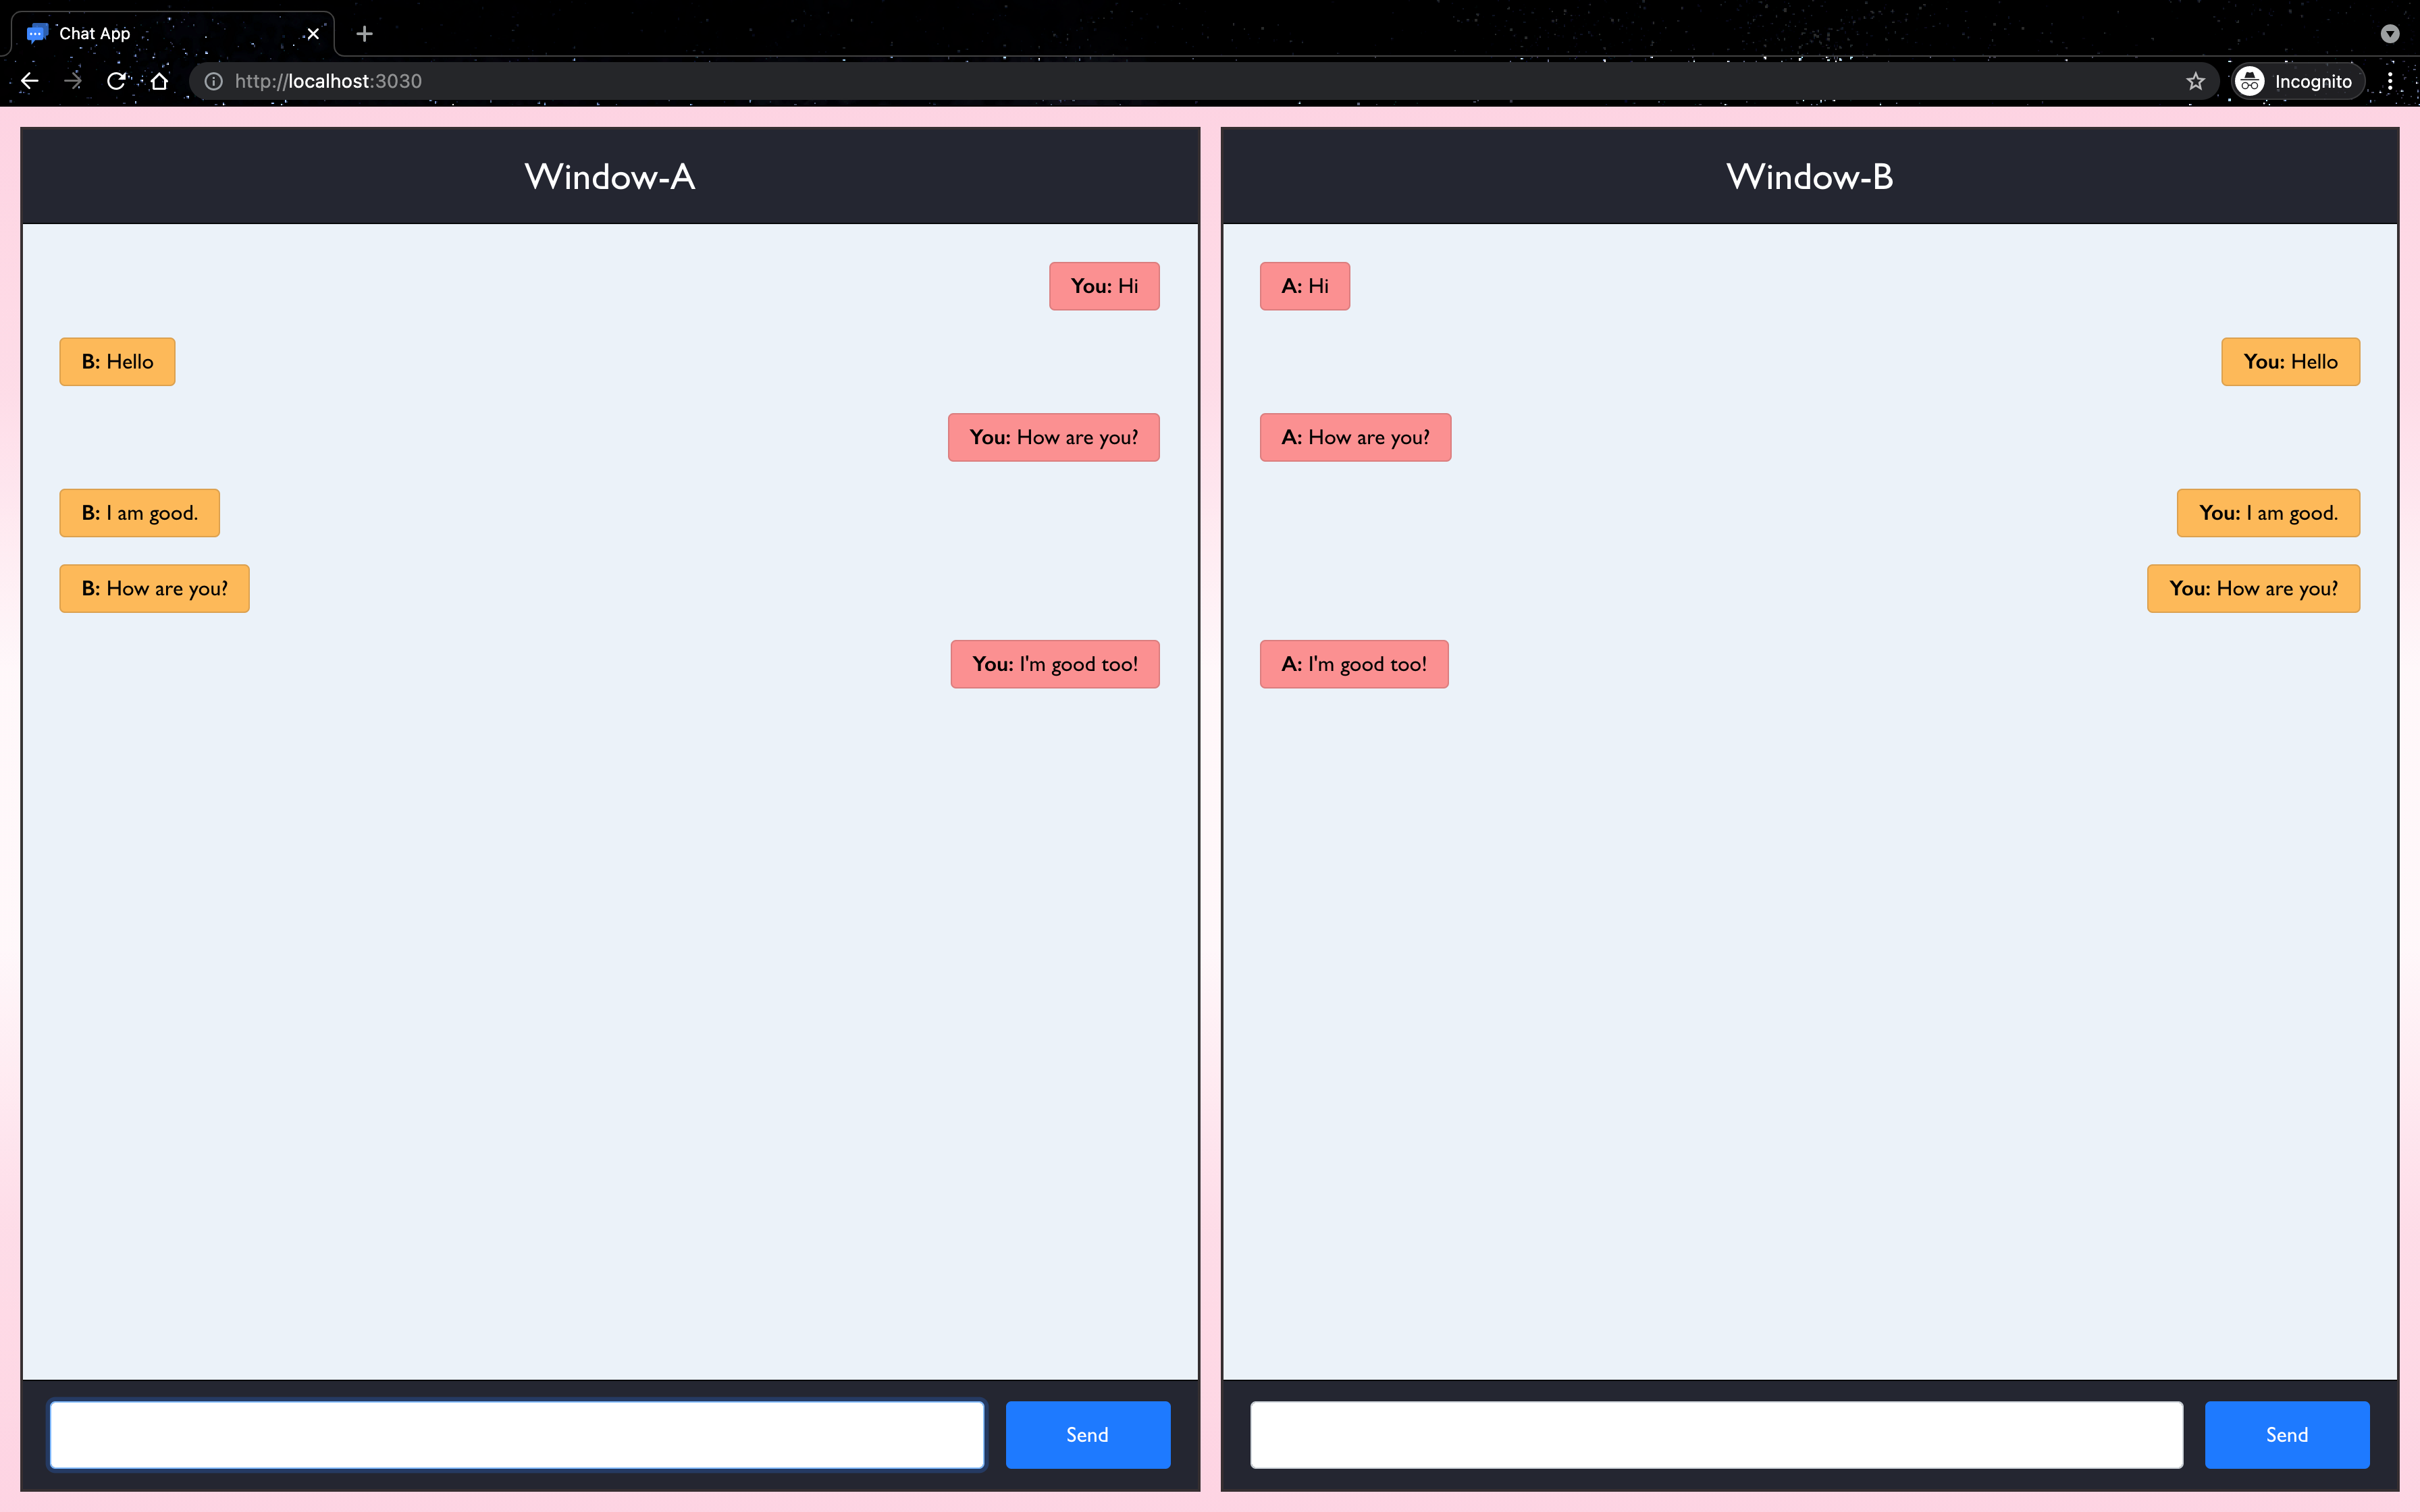 Chat App
http://localhost:3030
Incognito
Window-A
You: Hi
B: Hello
You: How are you?
B: I am good.
B: How are you?
You: I'm good too!
Send
Window-B
A: Hi
You: Hello
A: How are you?
You: I am good.
You: How are you?
A: I'm good too!
Send